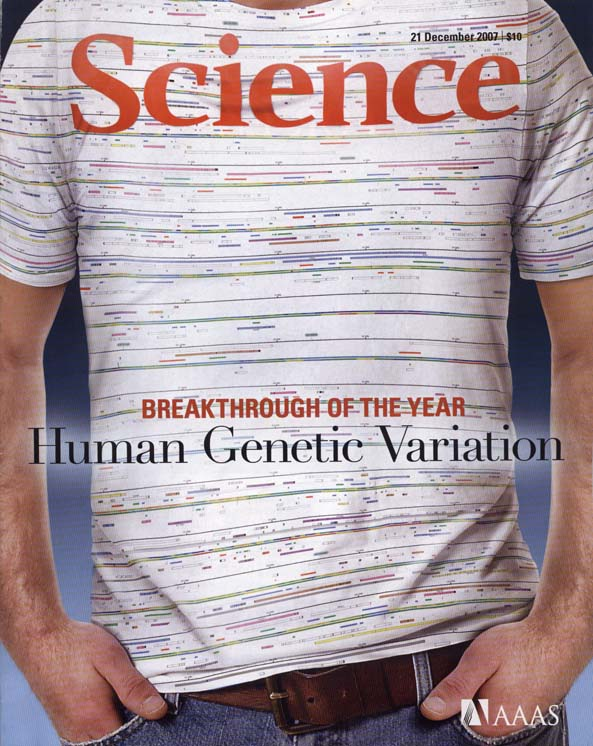 21 December 2007 | $10
Science
BREAKTHROUGH OF THE YEAR
Human Genetic Variation
AAAS